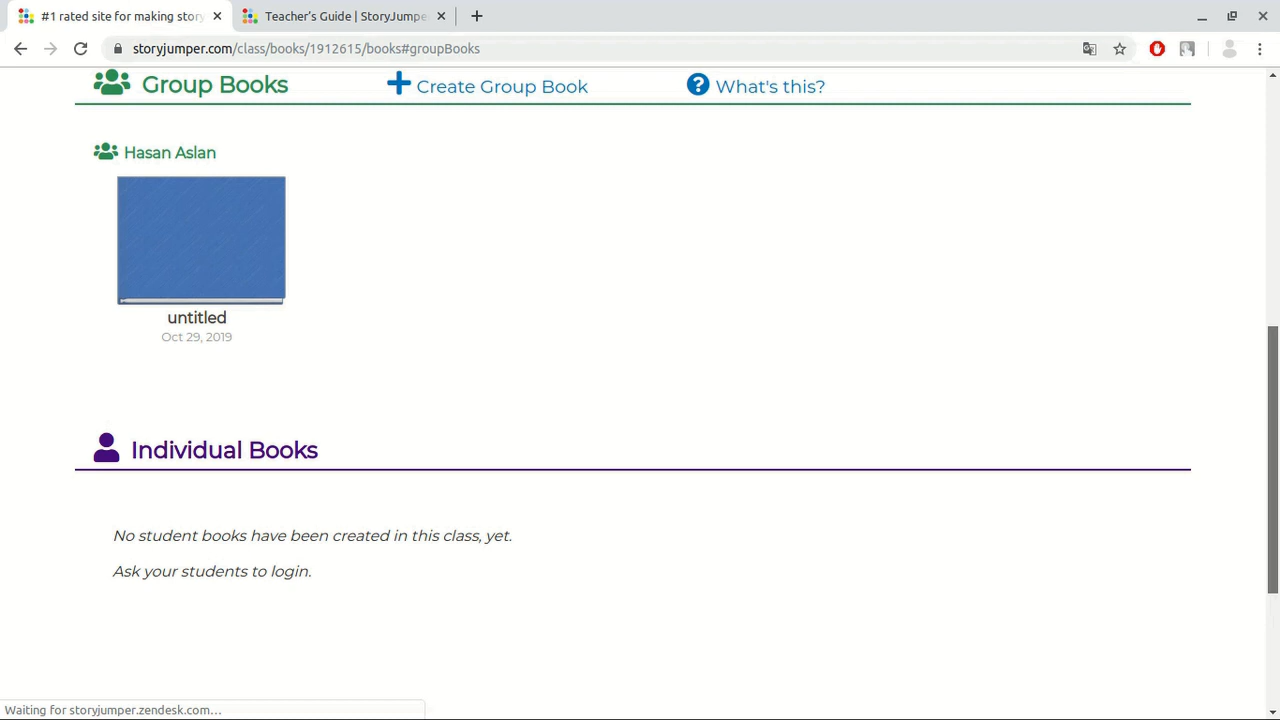 #1 rated site for making story
Teacher's Guide | StoryJumper
storyjumper.com/class/books/1912615/books#groupBooks
Group Books
Create Group Book
What's this?
Hasan Aslan
untitled
Oct 29, 2019
Individual Books
No student books have been created in this class, yet.
Ask your students to login.
Waiting for storyjumper.zendesk.com...